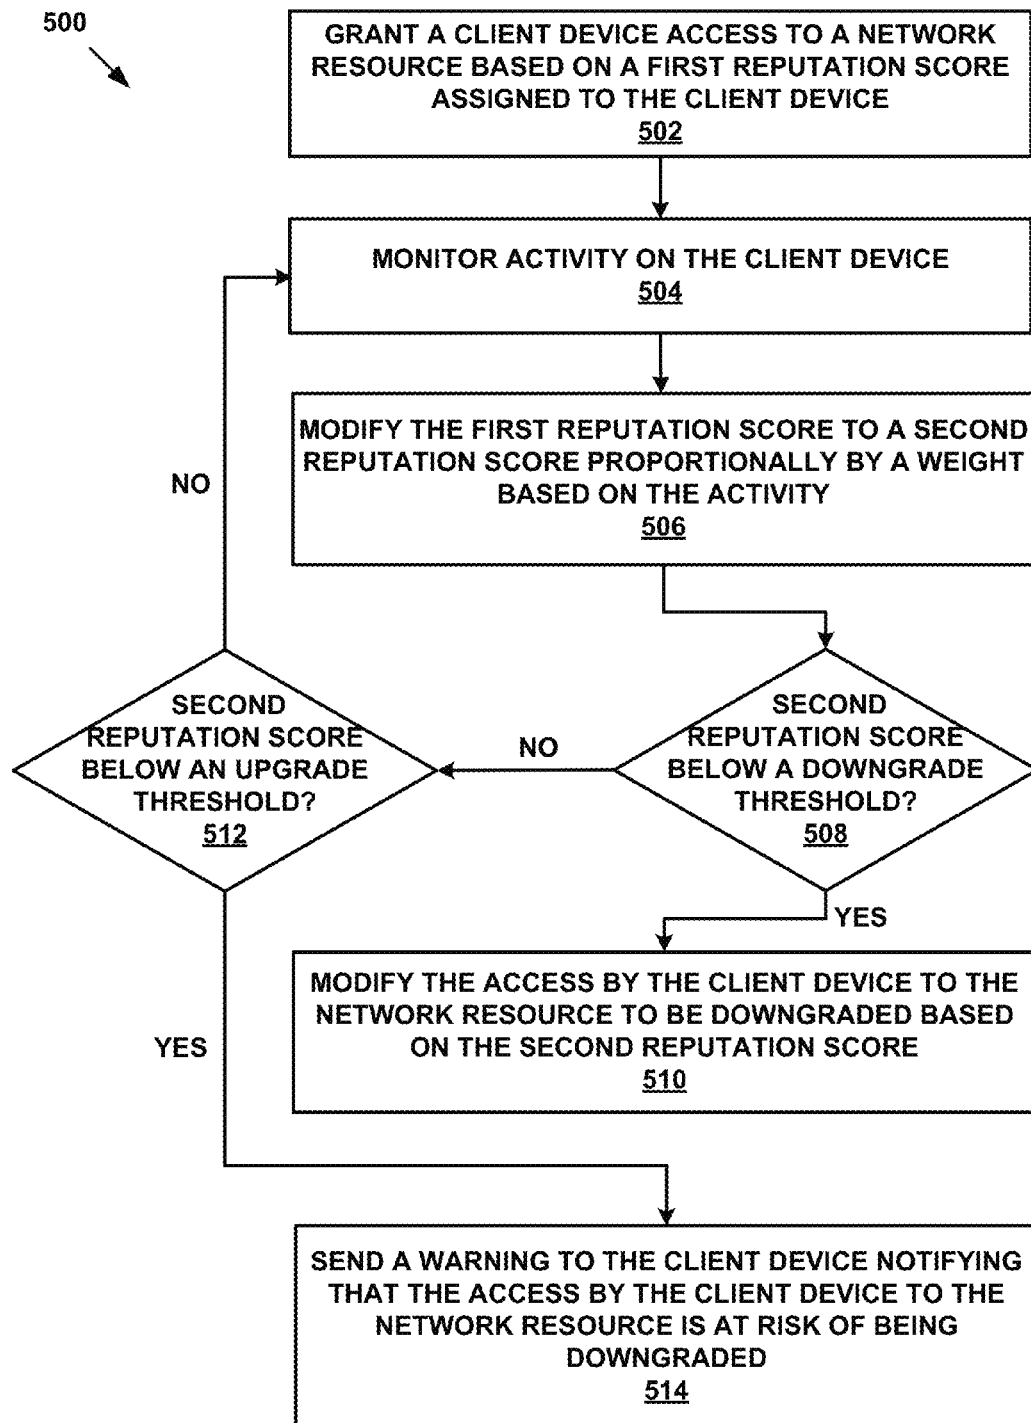 500
GRANT A CLIENT DEVICE ACCESS TO A NETWORK
RESOURCE BASED ON A FIRST REPUTATION SCORE
ASSIGNED TO THE CLIENT DEVICE
502
MONITOR ACTIVITY ON THE CLIENT DEVICE
504
MODIFY THE FIRST REPUTATION SCORE TO A SECOND
REPUTATION SCORE PROPORTIONALLY BY A WEIGHT
BASED ON THE ACTIVITY
506
NO
SECOND
REPUTATION SCORE
BELOW A DOWNGRADE
THRESHOLD?
508
NO
SECOND
REPUTATION SCORE
BELOW AN UPGRADE
THRESHOLD?
512
YES
MODIFY THE ACCESS BY THE CLIENT DEVICE TO THE
NETWORK RESOURCE TO BE DOWNGRADED BASED
ON THE SECOND REPUTATION SCORE
510
YES
SEND A WARNING TO THE CLIENT DEVICE NOTIFYING
THAT THE ACCESS BY THE CLIENT DEVICE TO THE
NETWORK RESOURCE IS AT RISK OF BEING
DOWNGRADED
514